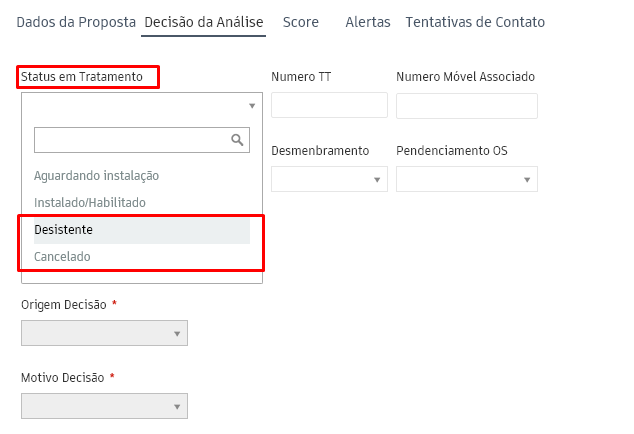 Dados da Proposta Decisão da Análise Score Alertas Tentativas de Contato
Status em Tratamento Numero TT Numero Móvel Associado
Desmenbramento Pendenciamento OS
Aguardando instalação
Instalado/Habilitado
Desistente
Cancelado
Origem Decisão *
Motivo Decisão *